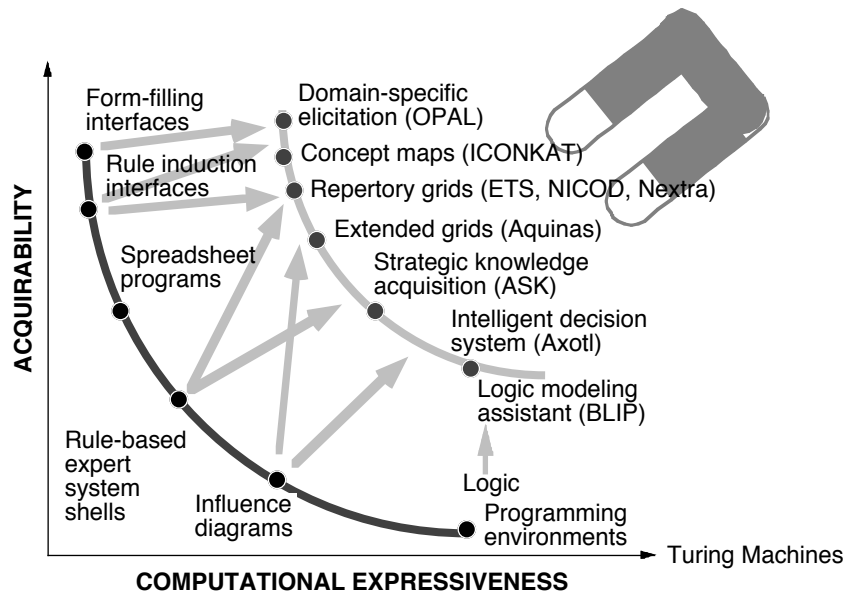 Form-filling
interfaces
Domain-specific
elicitation (OPAL)
Concept maps (ICONKAT)
Rule induction
interfaces
Repertory grids (ETS, NICOD, Nextra)
Extended grids (Aquinas)
Spreadsheet
programs
Strategic knowledge
acquisition (ASK)
Intelligent decision
system (Axotl)
Logic modeling
assistant (BLIP)
ACQUIRABILITY
Rule-based
expert
system
shells
Influence
diagrams
Logic
Programming
environments
Turing Machines
COMPUTATIONAL EXPRESSIVENESS